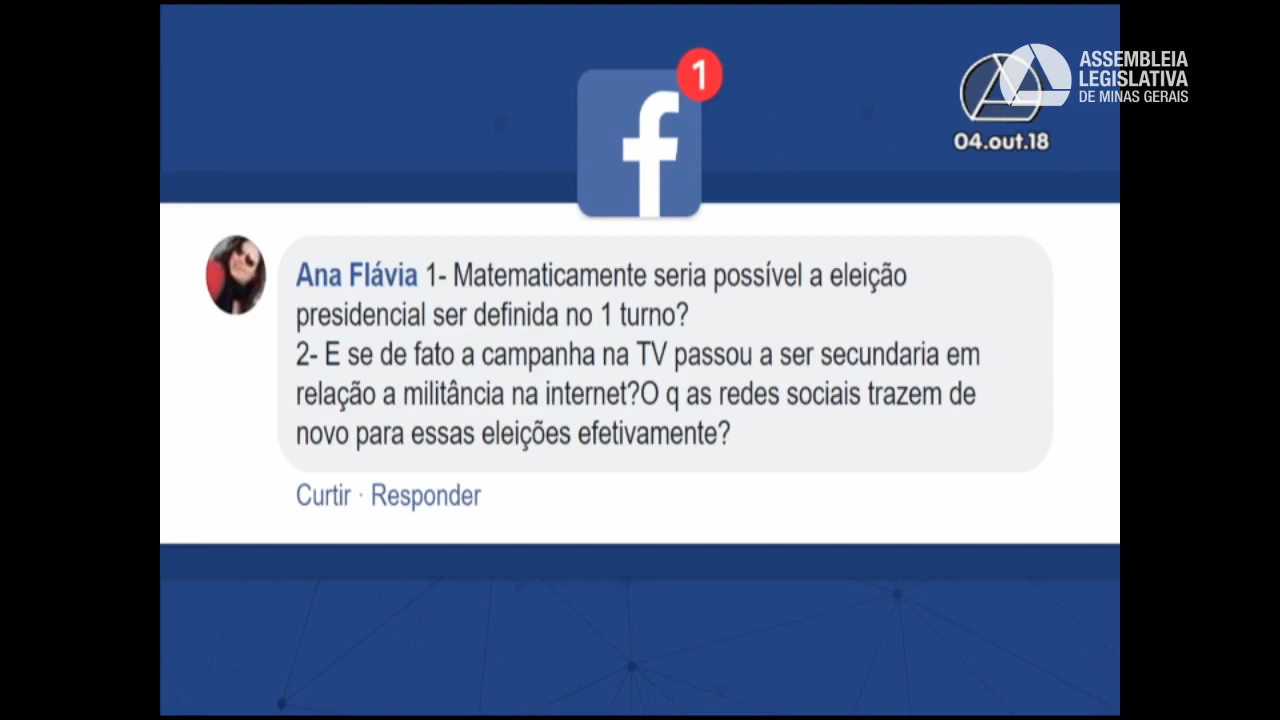 1
ASSEMBLEIA
LEGISLATIVA
DE MINAS GERAIS
04.out.18
Ana Flávia 1- Matematicamente seria possível a eleição
presidencial ser definida no 1 turno?
2- E se de fato a campanha na TV passou a ser secundaria em
relação a militância na internet?O q as redes sociais trazem de
novo para essas eleições efetivamente?
Curtir · Responder